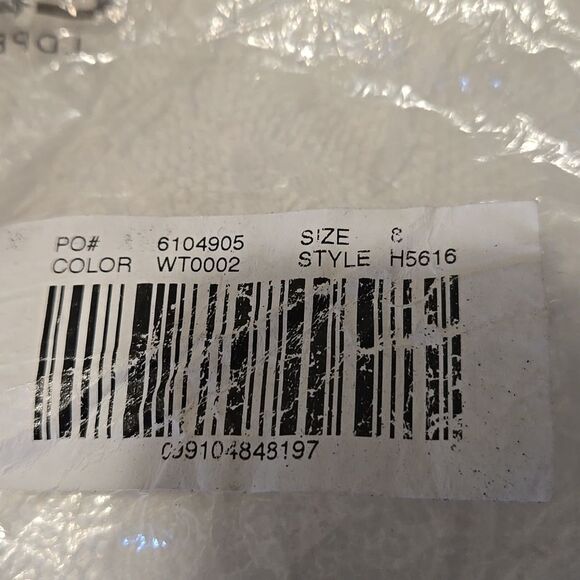 PO# 6104905 SIZE 8
COLOR WT0002 STYLE H5616
099104848197